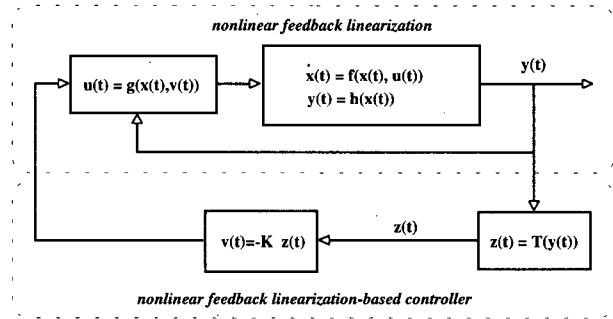 nonlinear feedback linearization
u(t) = g(x(t),v(t))
ẋ(t) = f(x(t), u(t))
y(t) = h(x(t))
y(t)
v(t)=-K z(t)
z(t)
z(t) = T(y(t))
nonlinear feedback linearization-based controller